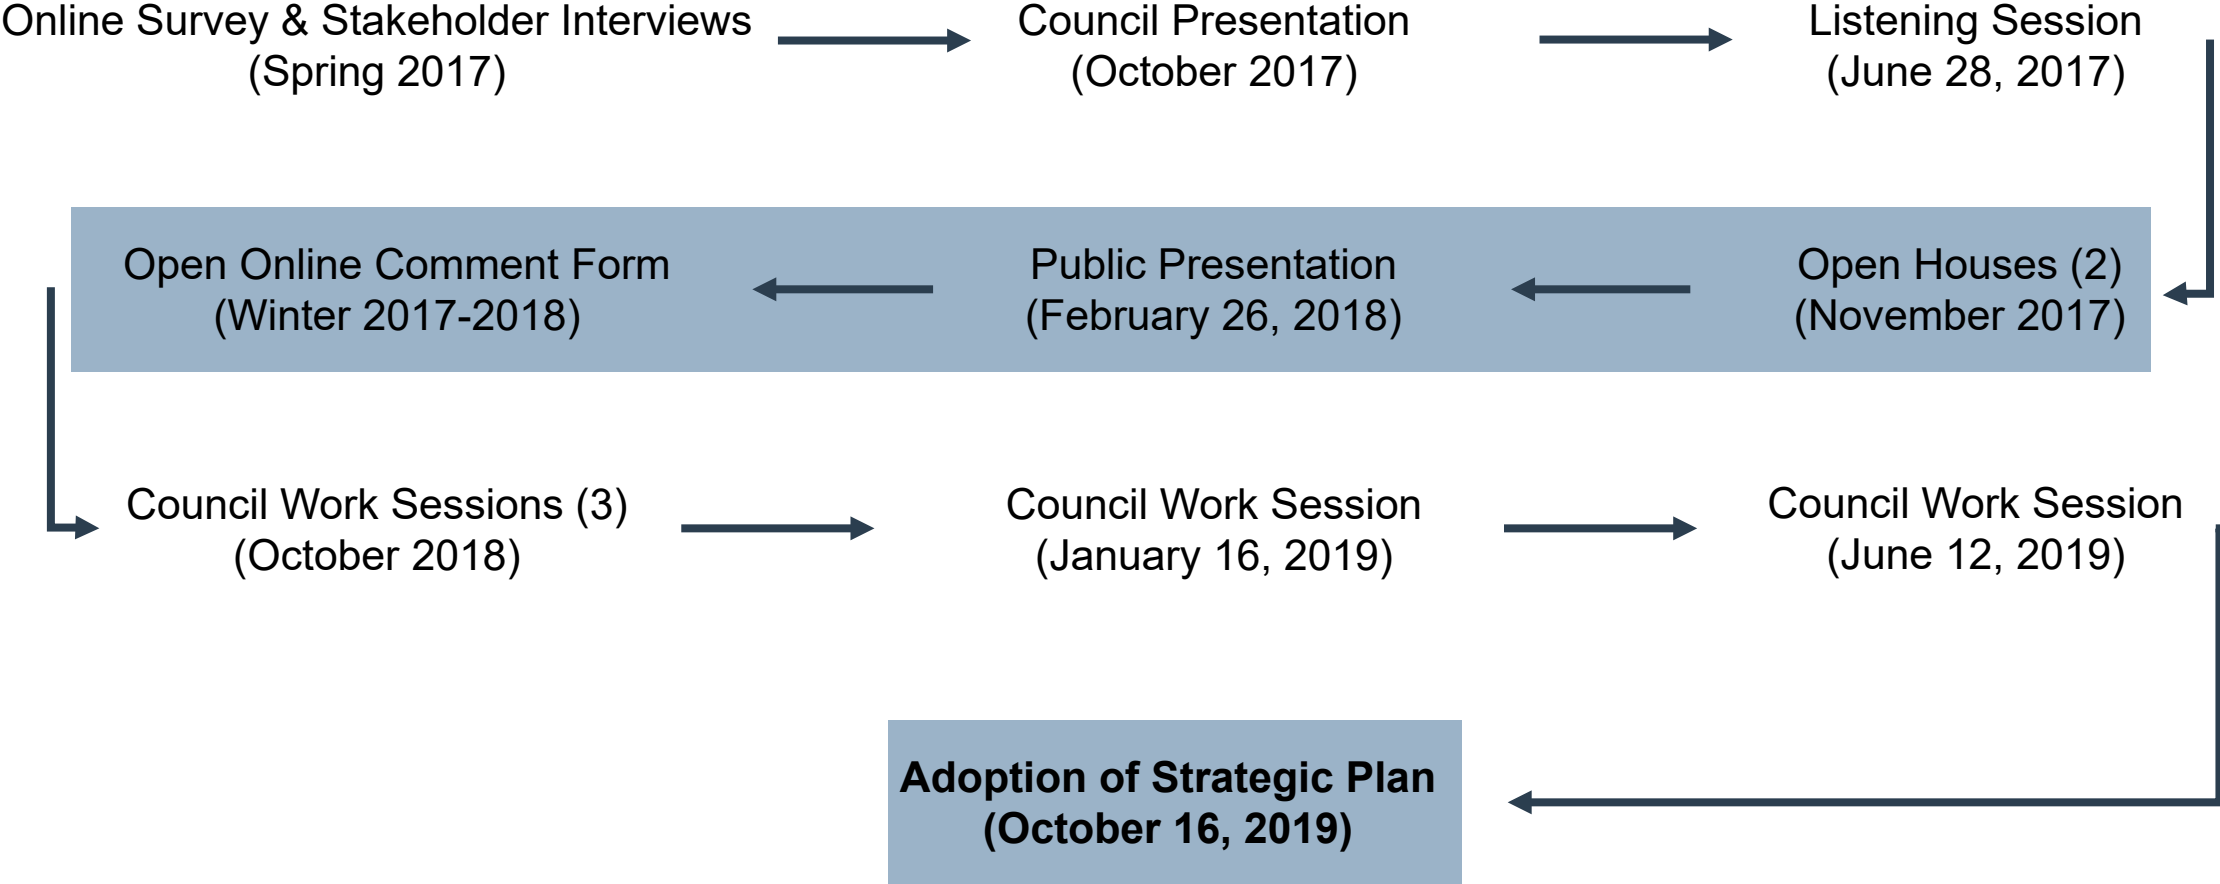 Online Survey & Stakeholder Interviews
(Spring 2017)
Council Presentation
(October 2017)
Listening Session
(June 28, 2017)
Open Houses (2)
(November 2017)
Public Presentation
(February 26, 2018)
Open Online Comment Form
(Winter 2017-2018)
Council Work Sessions (3)
(October 2018)
Council Work Session
(January 16, 2019)
Council Work Session
(June 12, 2019)
Adoption of Strategic Plan
(October 16, 2019)